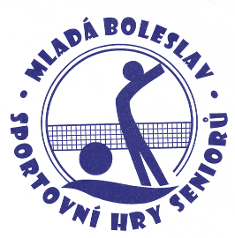 • MLADÁ BOLESLAV •
SPORTOVNÍ HRY SENIORŮ